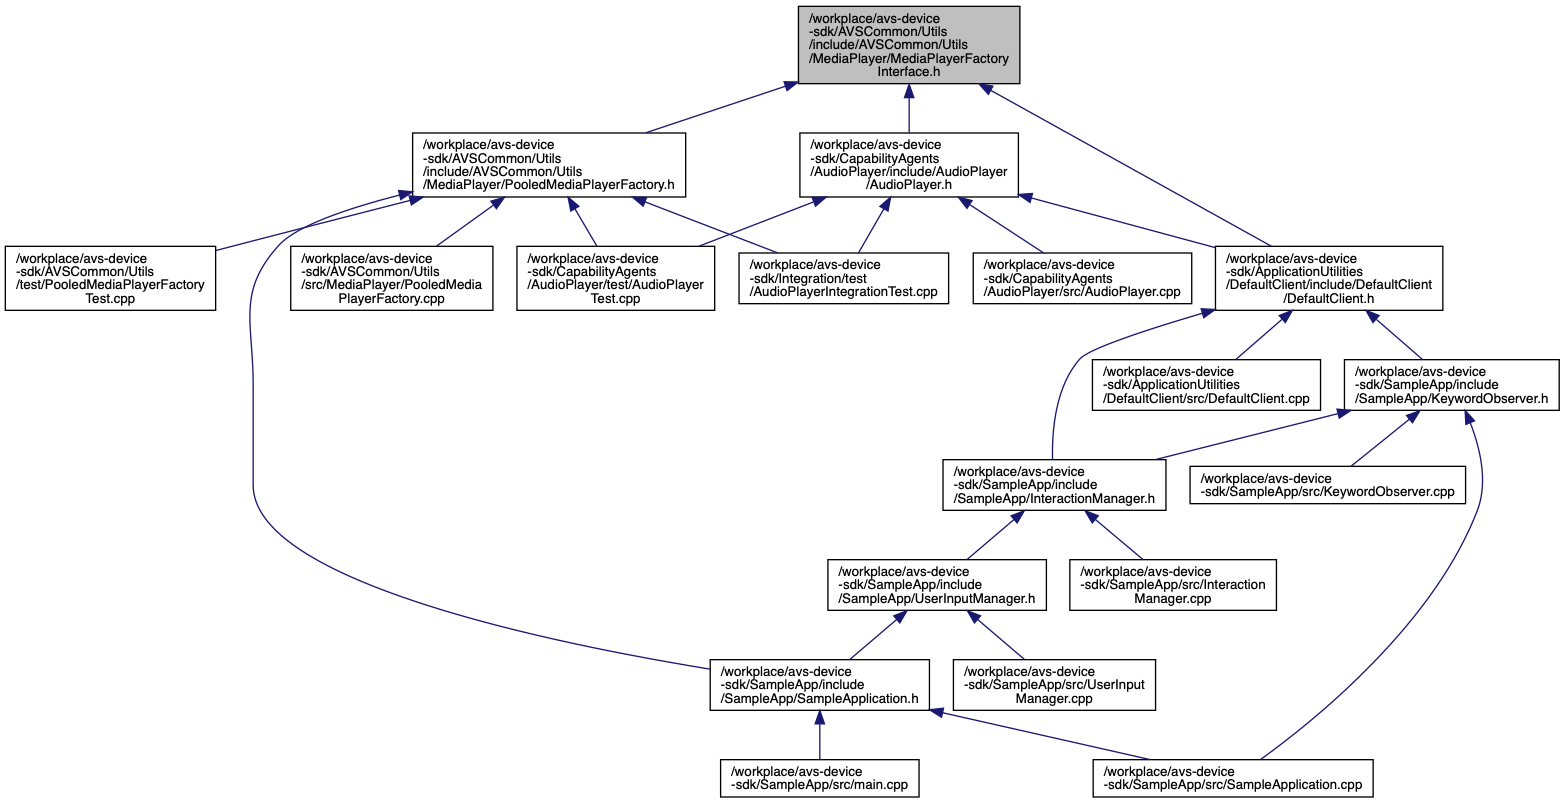 /workplace/avs-device
-sdk/AVSCommon/Utils
/include/AVSCommon/Utils
/MediaPlayer/MediaPlayerFactory
Interface.h
/workplace/avs-device
-sdk/AVSCommon/Utils
/include/AVSCommon/Utils
/MediaPlayer/PooledMediaPlayerFactory.h
/workplace/avs-device
-sdk/CapabilityAgents
/AudioPlayer/include/AudioPlayer
/AudioPlayer.h
/workplace/avs-device
-sdk/AVSCommon/Utils
/test/PooledMediaPlayerFactory
Test.cpp
/workplace/avs-device
-sdk/AVSCommon/Utils
/src/MediaPlayer/PooledMedia
PlayerFactory.cpp
/workplace/avs-device
-sdk/CapabilityAgents
/AudioPlayer/test/AudioPlayer
Test.cpp
/workplace/avs-device
-sdk/Integration/test
/AudioPlayerIntegrationTest.cpp
/workplace/avs-device
-sdk/CapabilityAgents
/AudioPlayer/src/AudioPlayer.cpp
/workplace/avs-device
-sdk/ApplicationUtilities
/DefaultClient/include/DefaultClient
/DefaultClient.h
/workplace/avs-device
-sdk/ApplicationUtilities
/DefaultClient/src/DefaultClient.cpp
/workplace/avs-device
-sdk/SampleApp/include
/SampleApp/KeywordObserver.h
/workplace/avs-device
-sdk/SampleApp/include
/SampleApp/InteractionManager.h
/workplace/avs-device
-sdk/SampleApp/src/KeywordObserver.cpp
/workplace/avs-device
-sdk/SampleApp/include
/SampleApp/UserInputManager.h
/workplace/avs-device
-sdk/SampleApp/src/Interaction
Manager.cpp
/workplace/avs-device
-sdk/SampleApp/include
/SampleApp/SampleApplication.h
/workplace/avs-device
-sdk/SampleApp/src/UserInput
Manager.cpp
/workplace/avs-device
-sdk/SampleApp/src/main.cpp
/workplace/avs-device
-sdk/SampleApp/src/SampleApplication.cpp